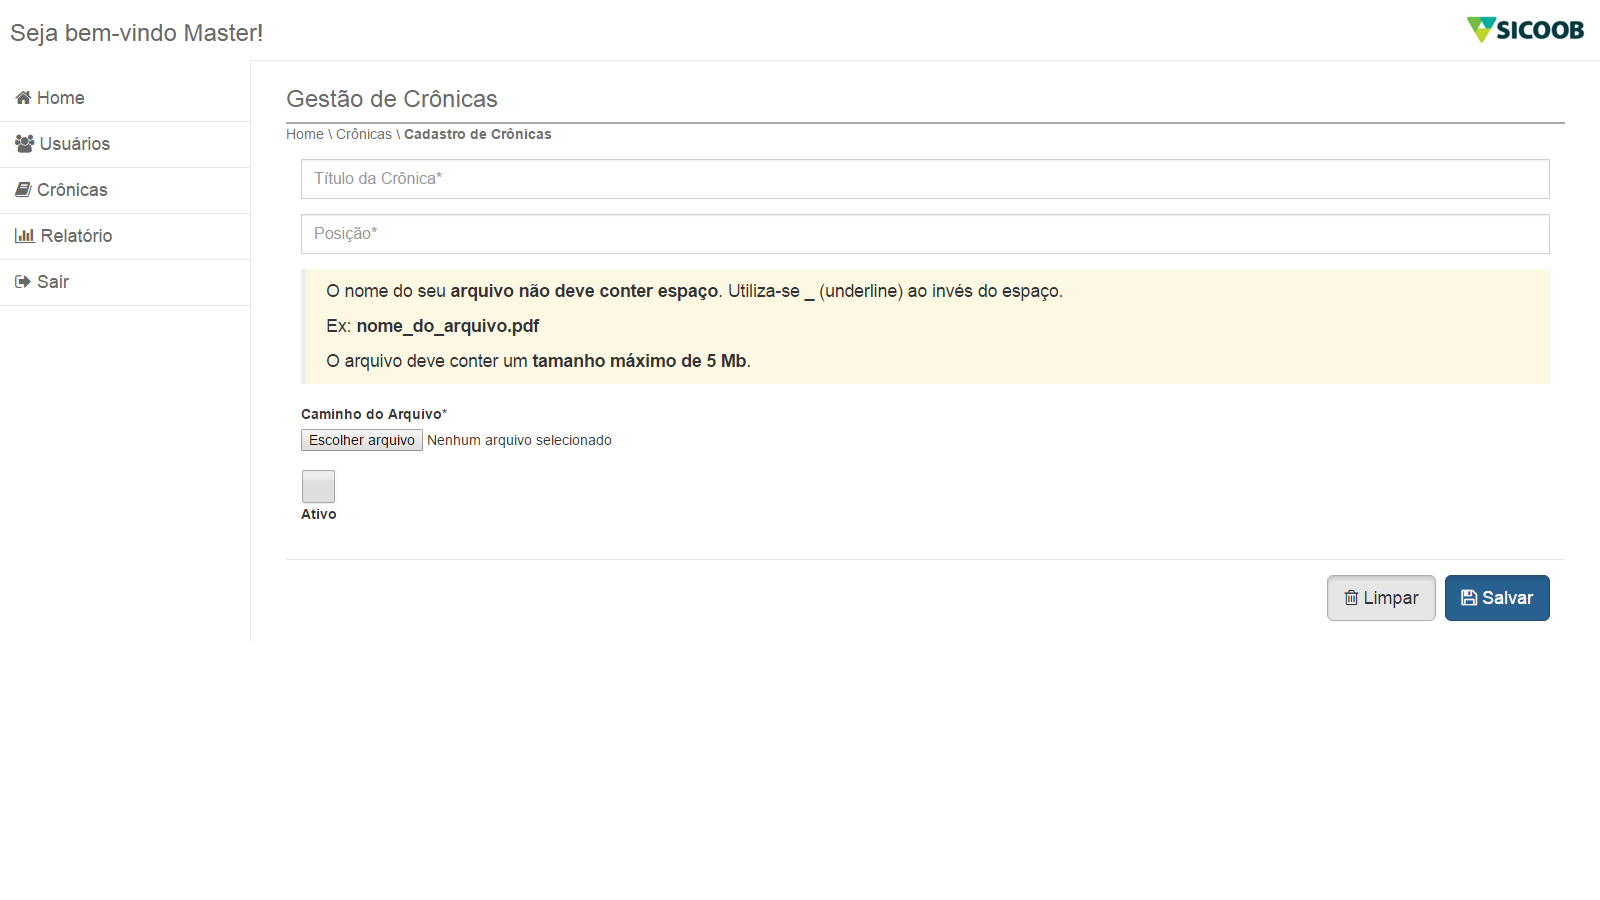 Seja bem-vindo Master!
SICOOB
Home
Usuários
Crônicas
Relatório
Sair
Gestão de Crônicas
Home \ Crônicas \ Cadastro de Crônicas
Título da Crônica*
Posição*
O nome do seu arquivo não deve conter espaço. Utiliza-se _ (underline) ao invés do espaço.
Ex: nome_do_arquivo.pdf
O arquivo deve conter um tamanho máximo de 5 Mb.
Caminho do Arquivo*
Escolher arquivo Nenhum arquivo selecionado
Ativo
Limpar Salvar